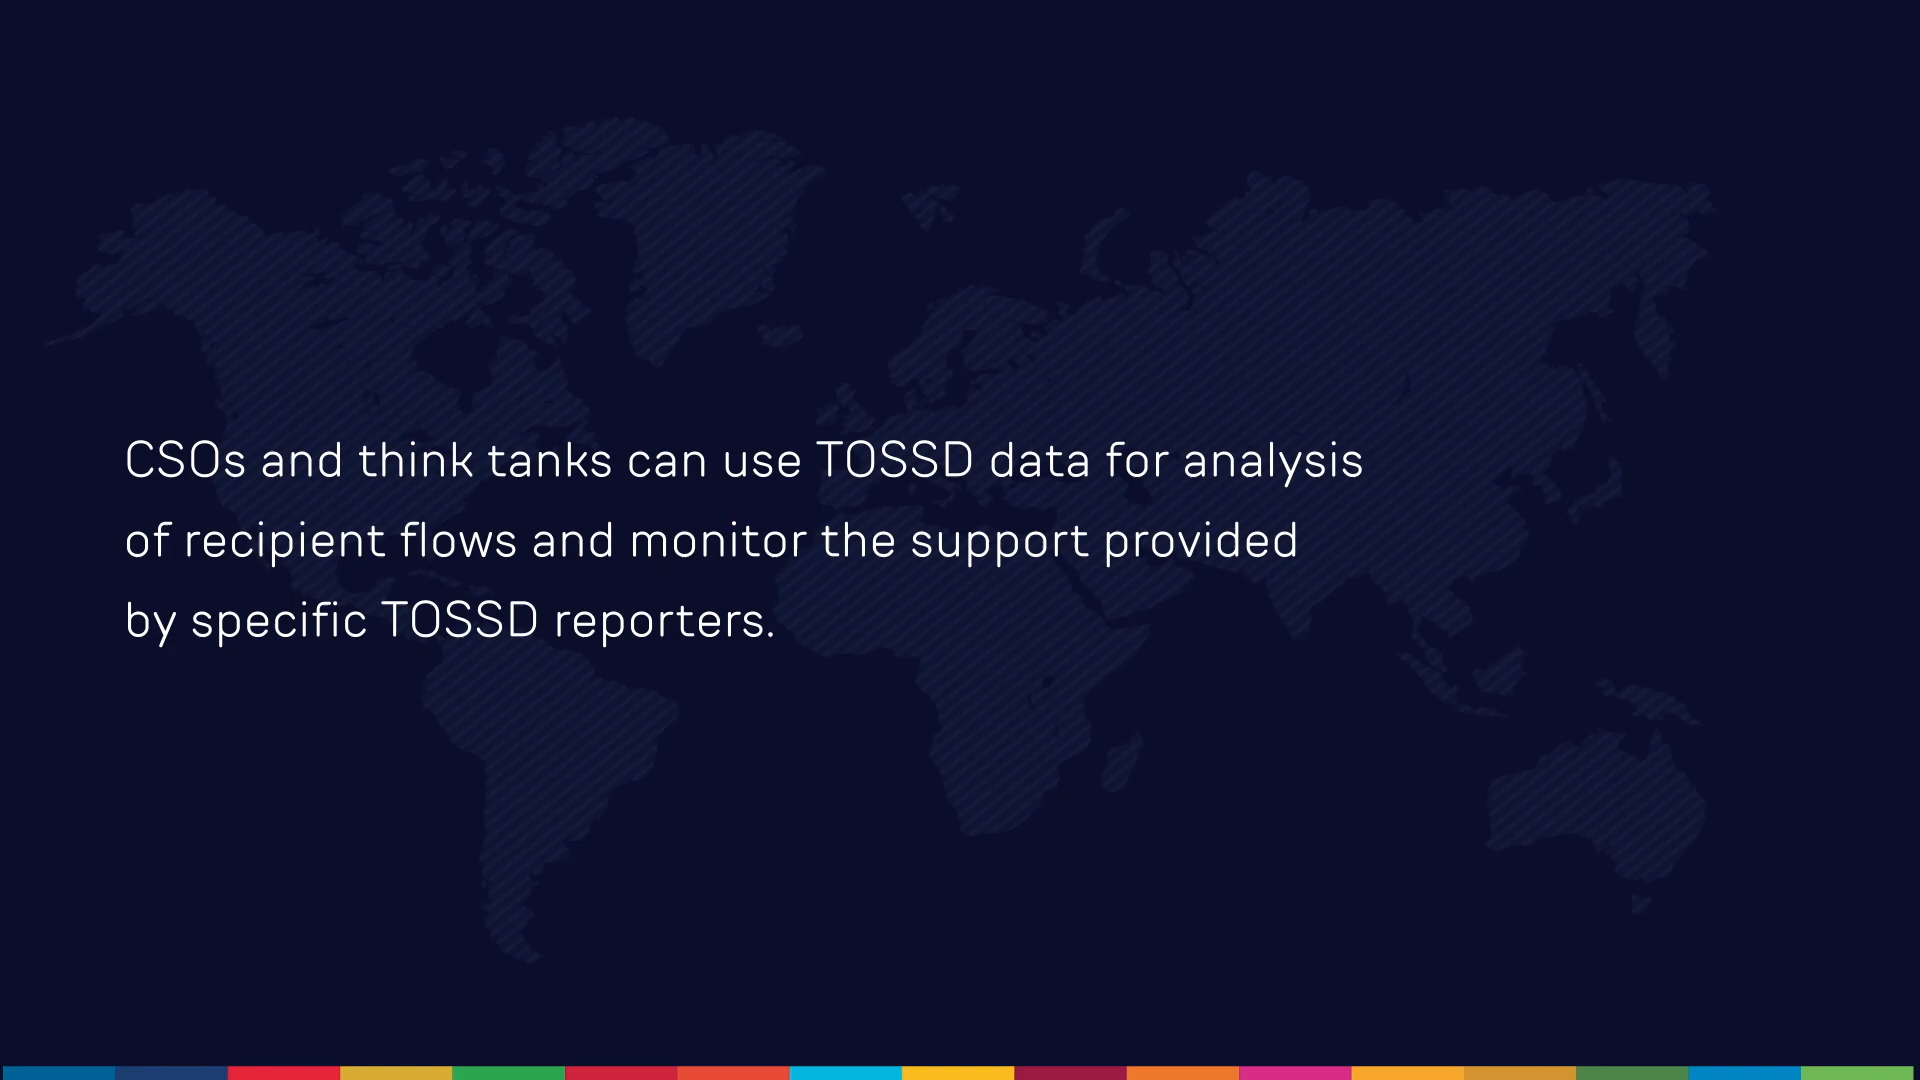 CSOs and think tanks can use TOSSD data for analysis
of recipient flows and monitor the support provided
by specific TOSSD reporters.